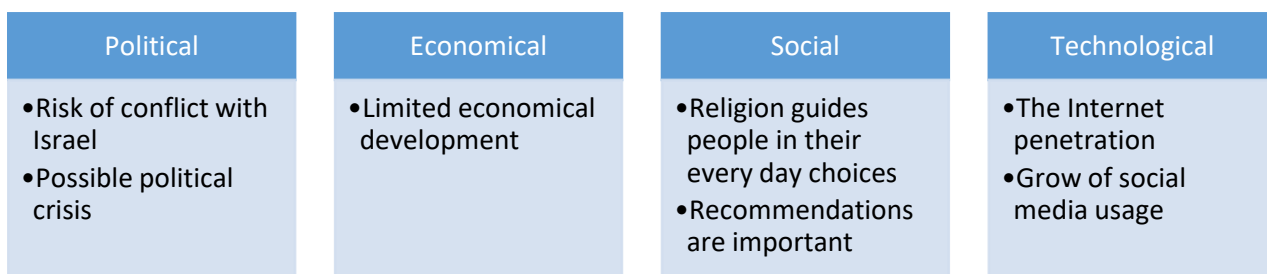 Political
•Risk of conflict with
Israel
•Possible political
crisis
Economical
•Limited economical
development
Social
•Religion guides
people in their
every day choices
•Recommendations
are important
Technological
•The Internet
penetration
•Grow of social
media usage